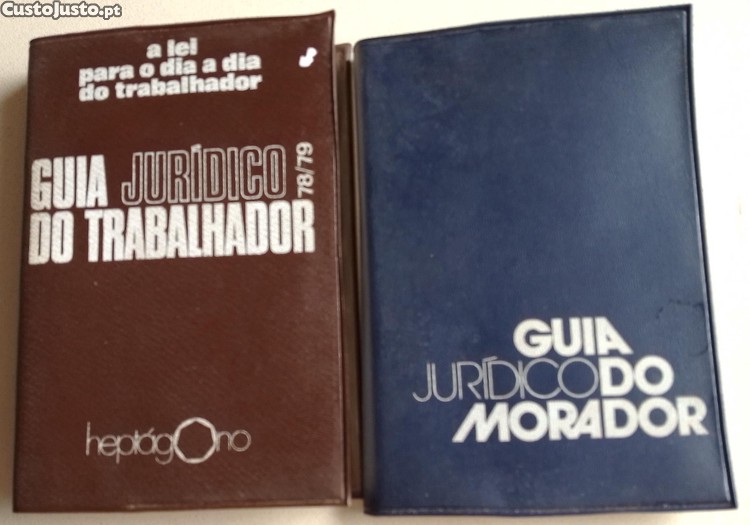 CustoJusto.pt
a lei
para o dia a dia
do trabalhador
GUIA JURÍDICO
DO TRABALHADOR
78/79
heptágono
GUIA
JURÍDICO DO
MORADOR